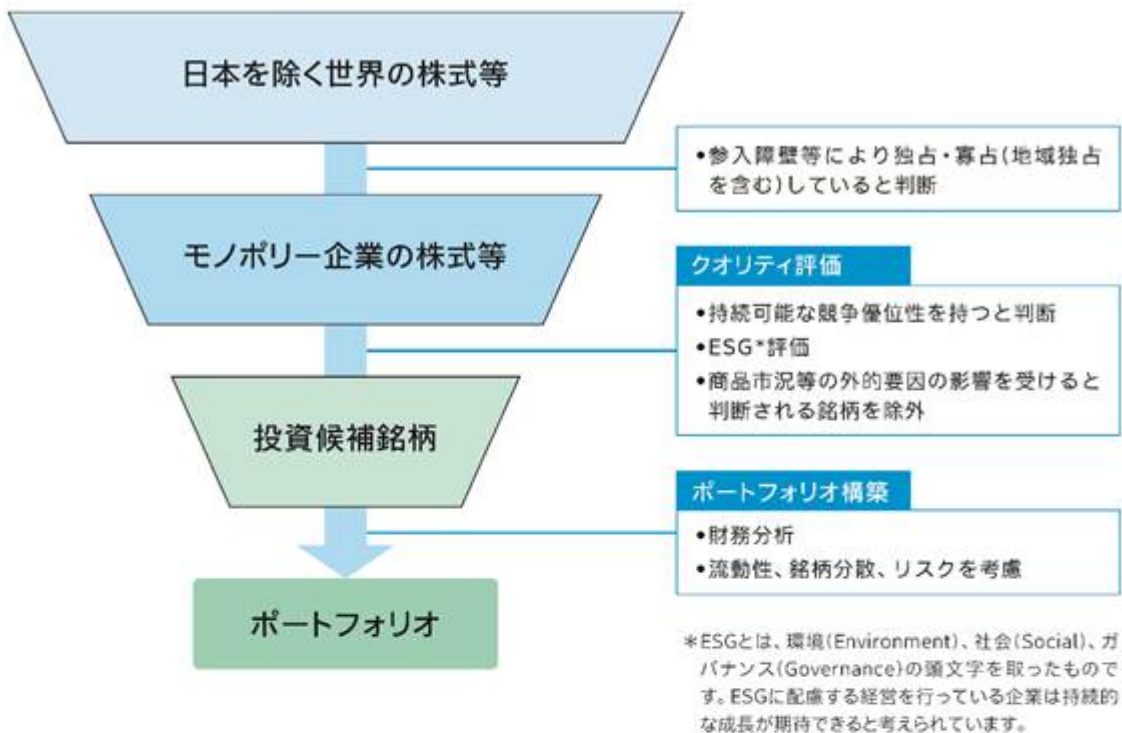 日本を除く世界の株式等
•参入障壁等により独占・寡占(地域独占
を含む)していると判断
モノポリー企業の株式等
クオリティ評価
•持続可能な競争優位性を持つと判断
•ESG*評価
•商品市況等の外的要因の影響を受けると
判断される銘柄を除外
投資候補銘柄
ポートフォリオ構築
•財務分析
•流動性、銘柄分散、リスクを考慮
ポートフォリオ
*ESGとは、環境(Environment)、社会(Social)、ガ
バナンス(Governance)の頭文字を取ったもので
す。ESGに配慮する経営を行っている企業は持続的
な成長が期待できると考えられています。